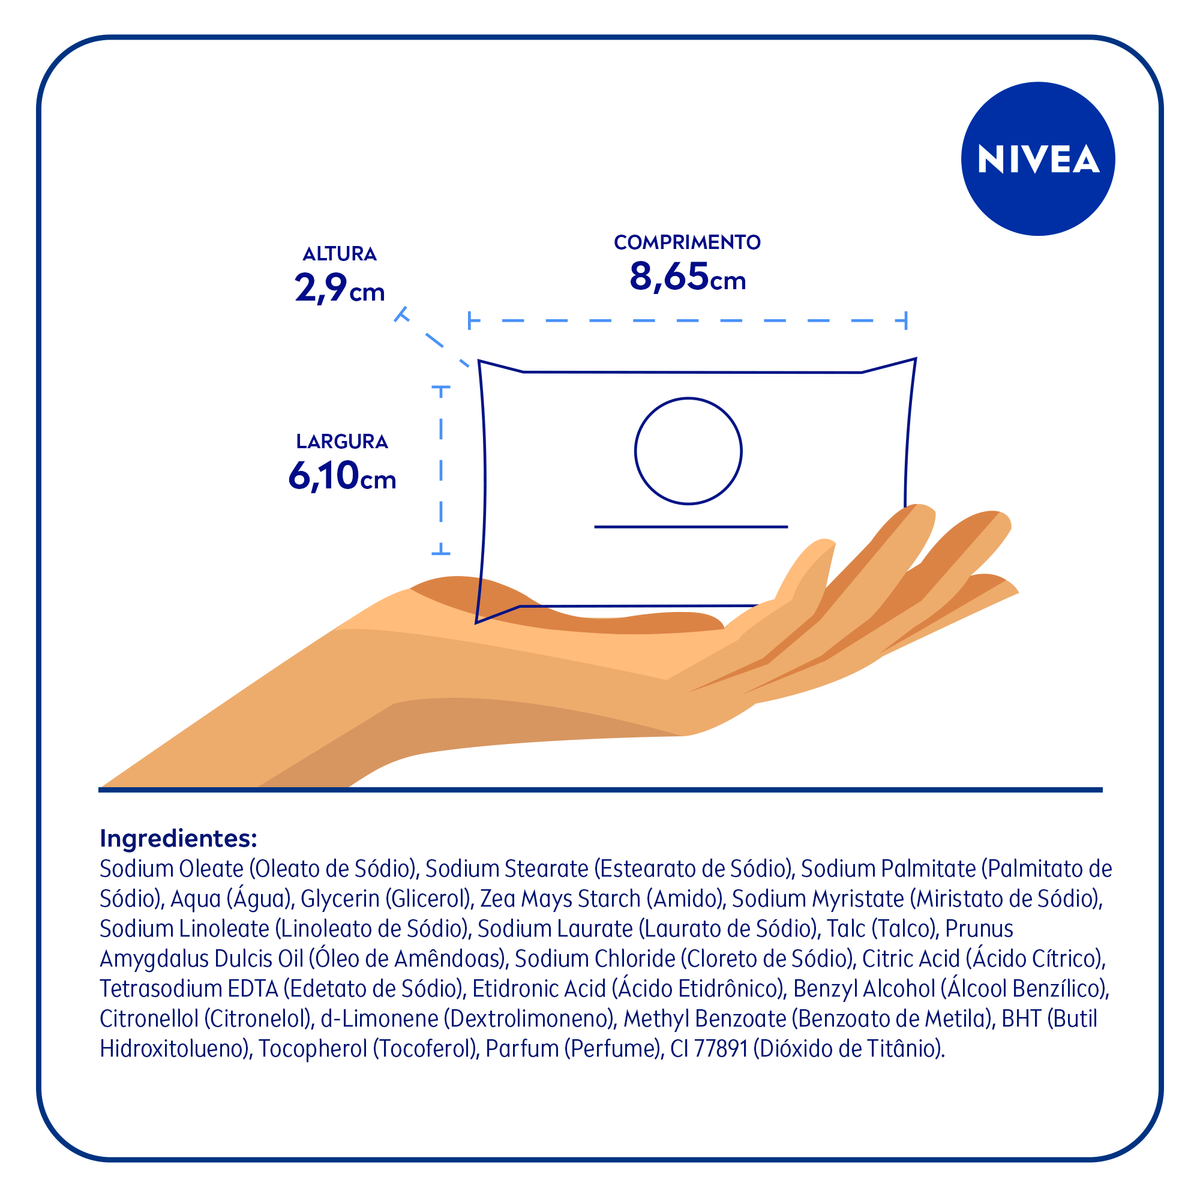 NIVEA
COMPRIMENTO
8,65cm
ALTURA
2,9cm
LARGURA
6,10cm
Ingredientes:
Sodium Oleate (Oleato de Sódio), Sodium Stearate (Estearato de Sódio), Sodium Palmitate (Palmitato de
Sódio), Aqua (Água), Glycerin (Glicerol), Zea Mays Starch (Amido), Sodium Myristate (Miristato de Sódio),
Sodium Linoleate (Linoleato de Sódio), Sodium Laurate (Laurato de Sódio), Talc (Talco), Prunus
Amygdalus Dulcis Oil (Óleo de Amêndoas), Sodium Chloride (Cloreto de Sódio), Citric Acid (Ácido Cítrico),
Tetrasodium EDTA (Edetato de Sódio), Etidronic Acid (Ácido Etidrônico), Benzyl Alcohol (Álcool Benzílico),
Citronellol (Citronelol), d-Limonene (Dextrolimoneno), Methyl Benzoate (Benzoato de Metila), BHT (Butil
Hidroxitolueno), Tocopherol (Tocoferol), Parfum (Perfume), CI 77891 (Dióxido de Titânio).